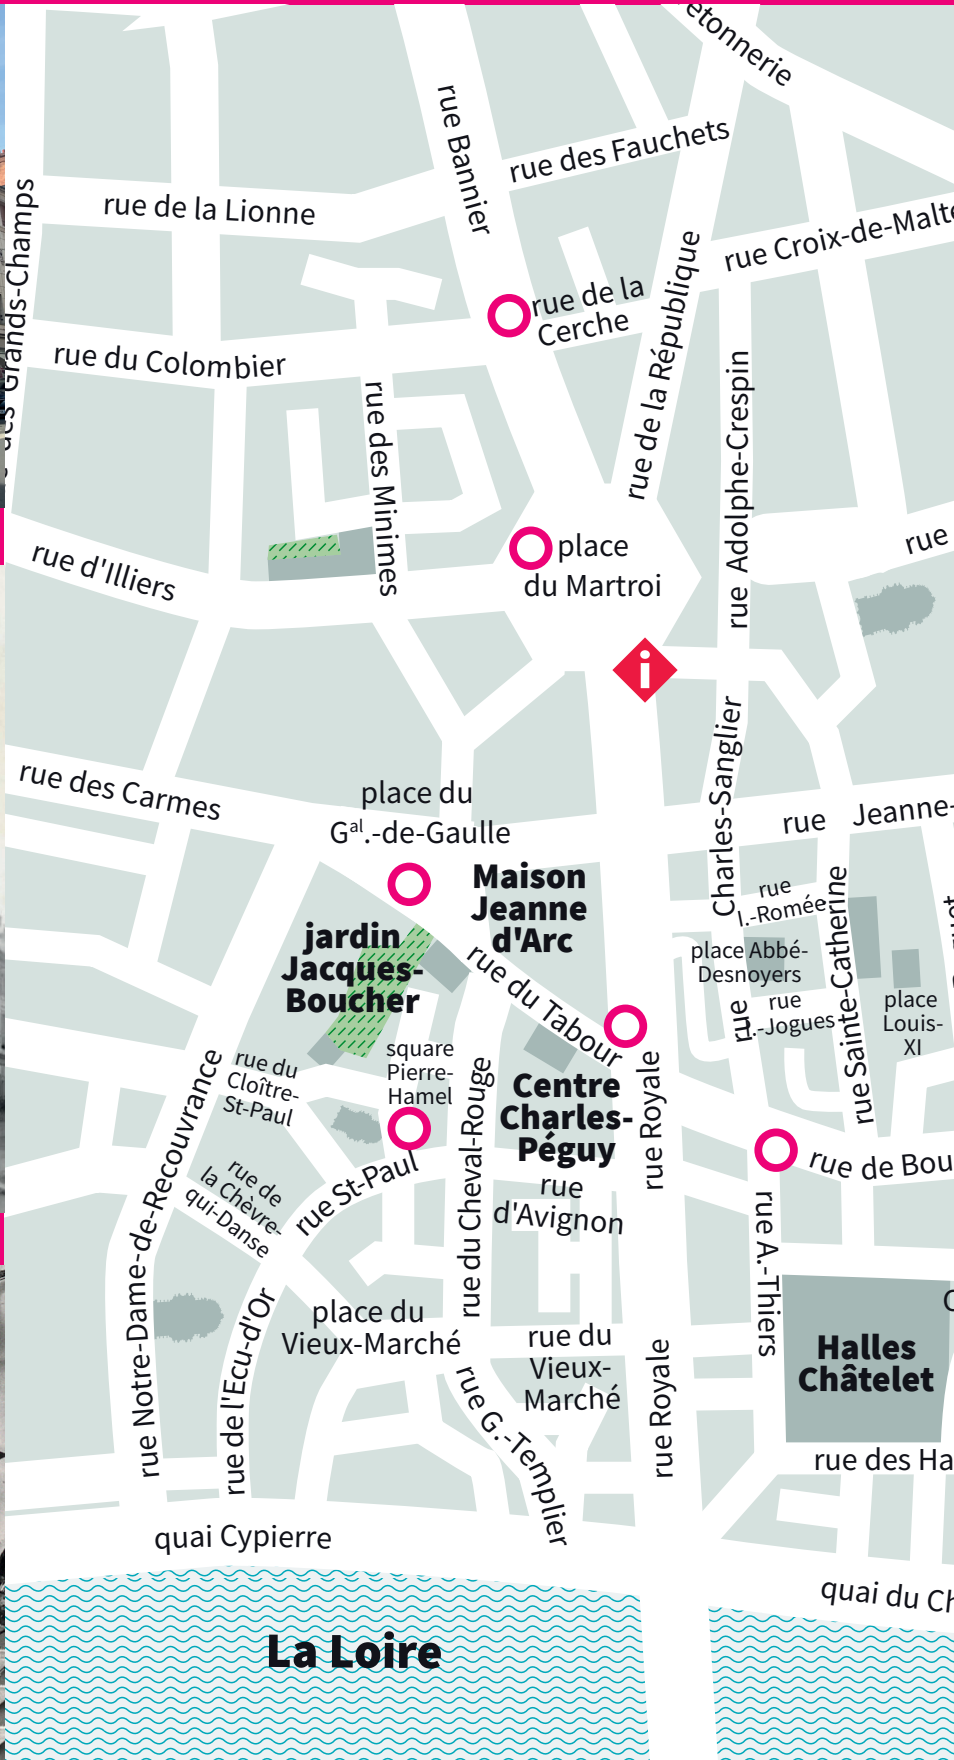 etonnerie
rue Bannier
rue des Fauchets
rue de la Lionne
des Grands-Champs
rue Croix-de-Malte
rue de la République
rue de la
Cerche
rue du Colombier
rue Adolphe-Crespin
rue des Minimes
rue
place
du Martroi
rue d'Illiers
i
rue Charles-Sanglier
rue des Carmes
place du
Gal.-de-Gaulle
rue Jeanne-
Maison
Jeanne
d'Arc
rue
I.-Romée
jardin
Jacques-
Boucher
rue du Tabour
place Abbé-
Desnoyers
rue Sainte-Catherine
place
Louis-
XI
rue
I.-Jogues
square
Pierre-
Hamel
rue du
Cloître-
St-Paul
Centre
Charles-
Péguy
rue Royale
rue du Cheval-Rouge
rue Notre-Dame-de-Recouvrance
rue de Bou
rue St-Paul
rue de
la Chèvre-
qui-Danse
rue
d'Avignon
rue A.-Thiers
place du
Vieux-Marché
rue de l'Ecu-d'Or
rue du
Vieux-
Marché
Halles
Châtelet
rue Royale
rue G.-Templier
rue des Ha
quai Cypierre
quai du Ch
La Loire